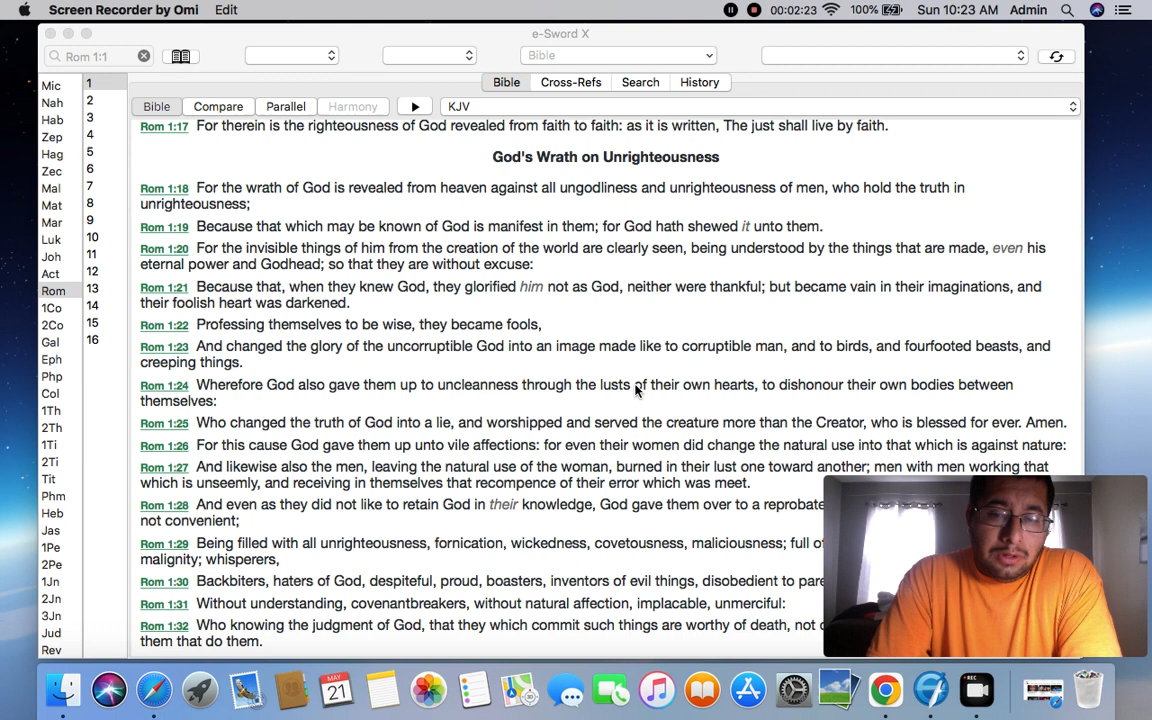 Screen Recorder by Omi Edit 00:02:23 100% Sun 10:23 AM Admin
e-Sword X
Rom 1:1 Bible
Bible Cross-Refs Search History
Bible Compare Parallel Harmony KJV
Mic
Nah
Hab
Zep
Hag
Zec
Mal
Mat
Mar
Luk
Joh
Act
Rom
1Co
2Co
Gal
Eph
Php
Col
1Th
2Th
1Ti
2Ti
Tit
Phm
Heb
Jas
1Pe
2Pe
1Jn
2Jn
3Jn
Jud
Rev
1
2
3
4
5
6
7
8
9
10
11
12
13
14
15
16
Rom 1:17 For therein is the righteousness of God revealed from faith to faith: as it is written, The just shall live by faith.
God's Wrath on Unrighteousness
Rom 1:18 For the wrath of God is revealed from heaven against all ungodliness and unrighteousness of men, who hold the truth in
unrighteousness;
Rom 1:19 Because that which may be known of God is manifest in them; for God hath shewed it unto them.
Rom 1:20 For the invisible things of him from the creation of the world are clearly seen, being understood by the things that are made, even his
eternal power and Godhead; so that they are without excuse:
Rom 1:21 Because that, when they knew God, they glorified him not as God, neither were thankful; but became vain in their imaginations, and
their foolish heart was darkened.
Rom 1:22 Professing themselves to be wise, they became fools,
Rom 1:23 And changed the glory of the uncorruptible God into an image made like to corruptible man, and to birds, and fourfooted beasts, and
creeping things.
Rom 1:24 Wherefore God also gave them up to uncleanness through the lusts of their own hearts, to dishonour their own bodies between
themselves:
Rom 1:25 Who changed the truth of God into a lie, and worshipped and served the creature more than the Creator, who is blessed for ever. Amen.
Rom 1:26 For this cause God gave them up unto vile affections: for even their women did change the natural use into that which is against nature:
Rom 1:27 And likewise also the men, leaving the natural use of the woman, burned in their lust one toward another; men with men working that
which is unseemly, and receiving in themselves that recompence of their error which was meet.
Rom 1:28 And even as they did not like to retain God in their knowledge, God gave them over to a reprobate
not convenient;
Rom 1:29 Being filled with all unrighteousness, fornication, wickedness, covetousness, maliciousness; full of
malignity; whisperers,
Rom 1:30 Backbiters, haters of God, despiteful, proud, boasters, inventors of evil things, disobedient to
Rom 1:31 Without understanding, covenantbreakers, without natural affection, implacable, unmerciful:
Rom 1:32 Who knowing the judgment of God, that they which commit such things are worthy of death, not
them that do them.
MAY
21
REC